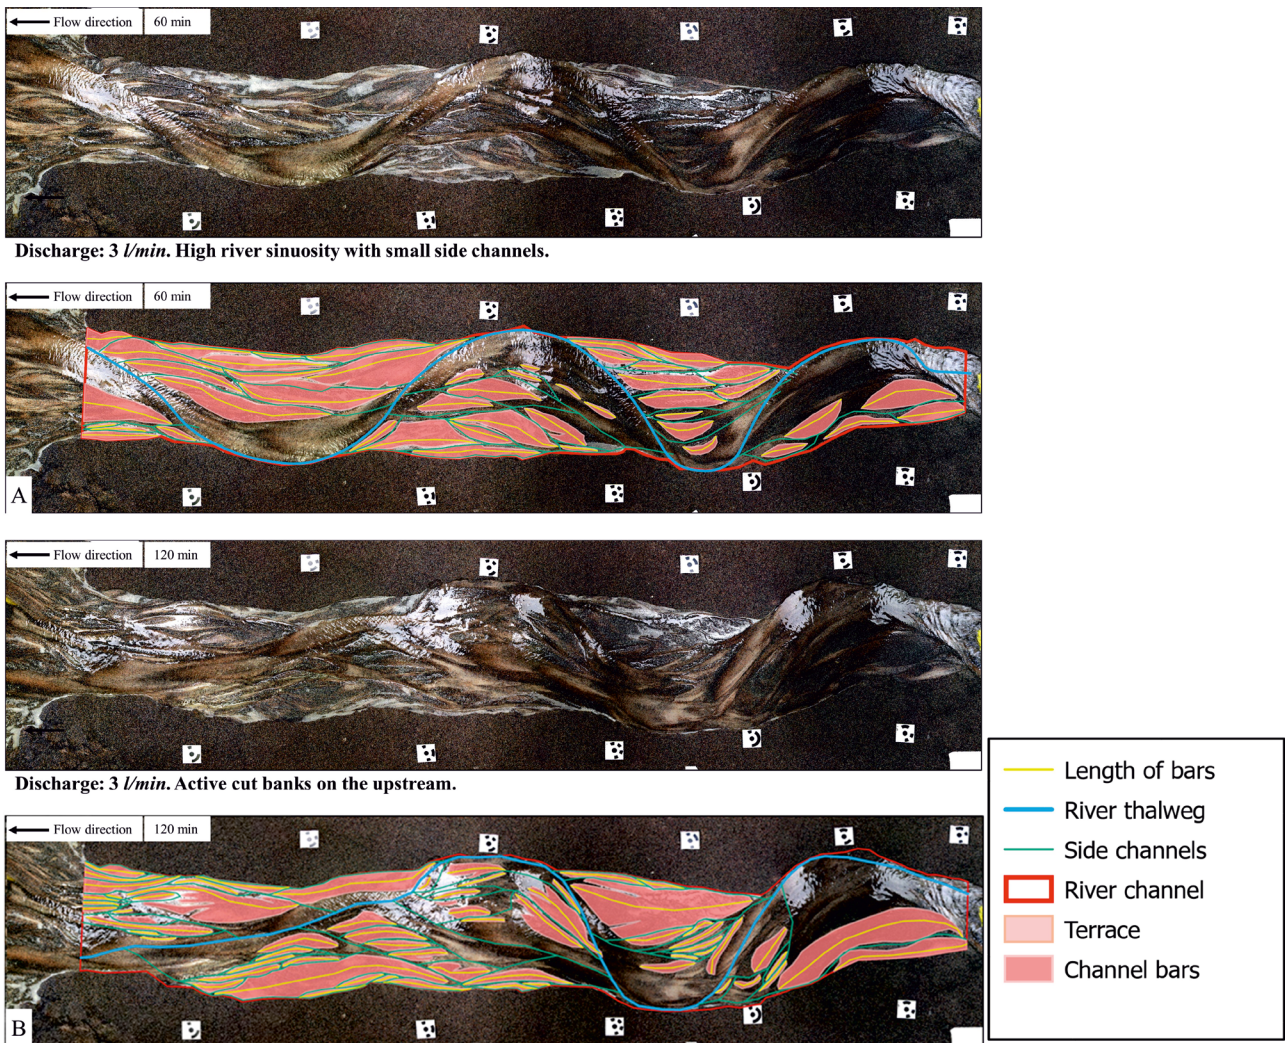 Flow direction 60 min
Discharge: 3 l/min. High river sinuosity with small side channels.
Flow direction 60 min
A
Flow direction 120 min
Discharge: 3 l/min. Active cut banks on the upstream.
Flow direction 120 min
B
Length of bars
River thalweg
Side channels
River channel
Terrace
Channel bars